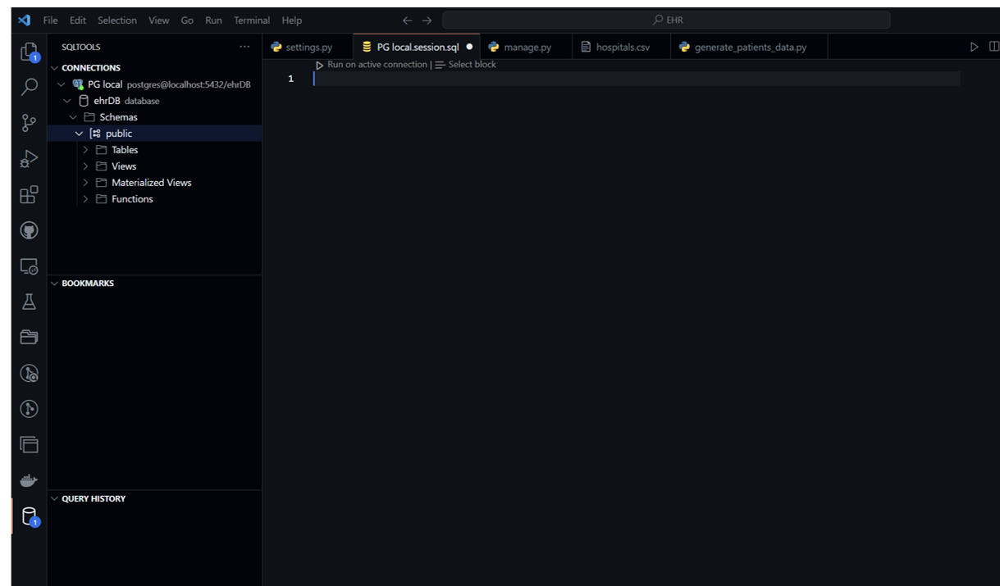 File Edit Selection View Go Run Terminal Help EHR
SQLTOOLS ···
settings.py PG local.session.sql manage.py hospitals.csv generate_patients_data.py
CONNECTIONS
Run on active connection | Select block
1
PG local postgres@localhost:5432/ehrDB
ehrDB database
Schemas
public
Tables
Views
Materialized Views
Functions
BOOKMARKS
QUERY HISTORY
1
1